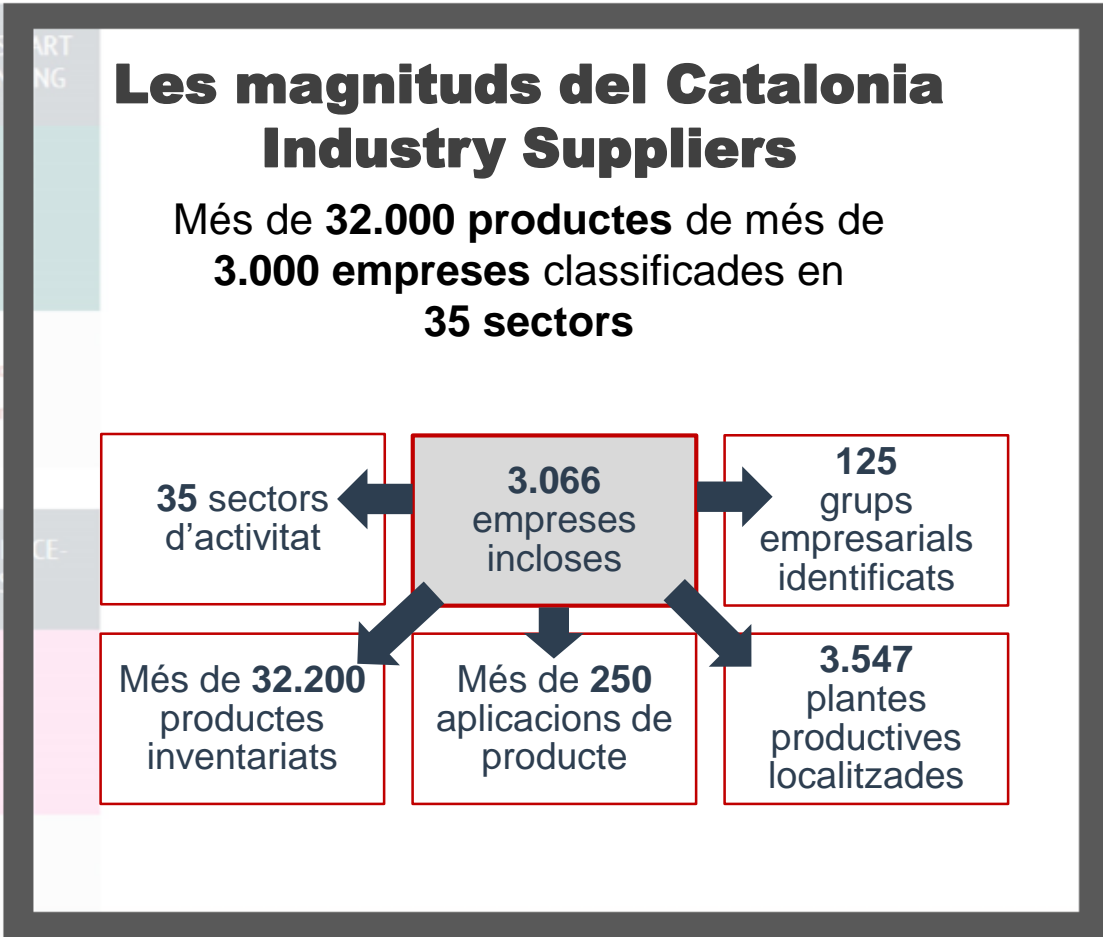 Les magnituds del Catalonia
Industry Suppliers
Més de 32.000 productes de més de
3.000 empreses classificades en
35 sectors
35 sectors
d’activitat
3.066
empreses
incloses
125
grups
empresarials
identificats
Més de 32.200
productes
inventariats
Més de 250
aplicacions de
producte
3.547
plantes
productives
localitzades